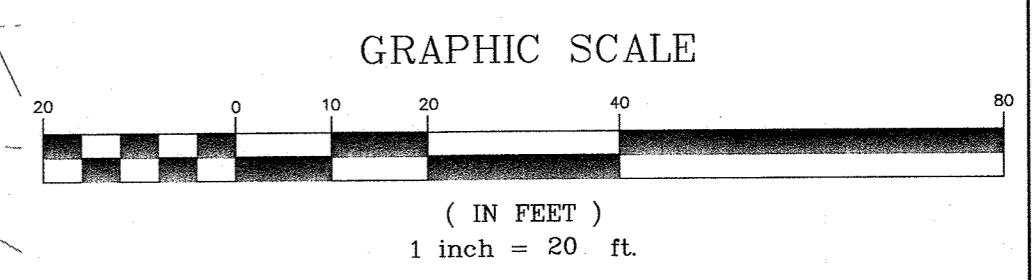 GRAPHIC SCALE
20 0 10 20 40 80
( IN FEET )
1 inch = 20 ft.